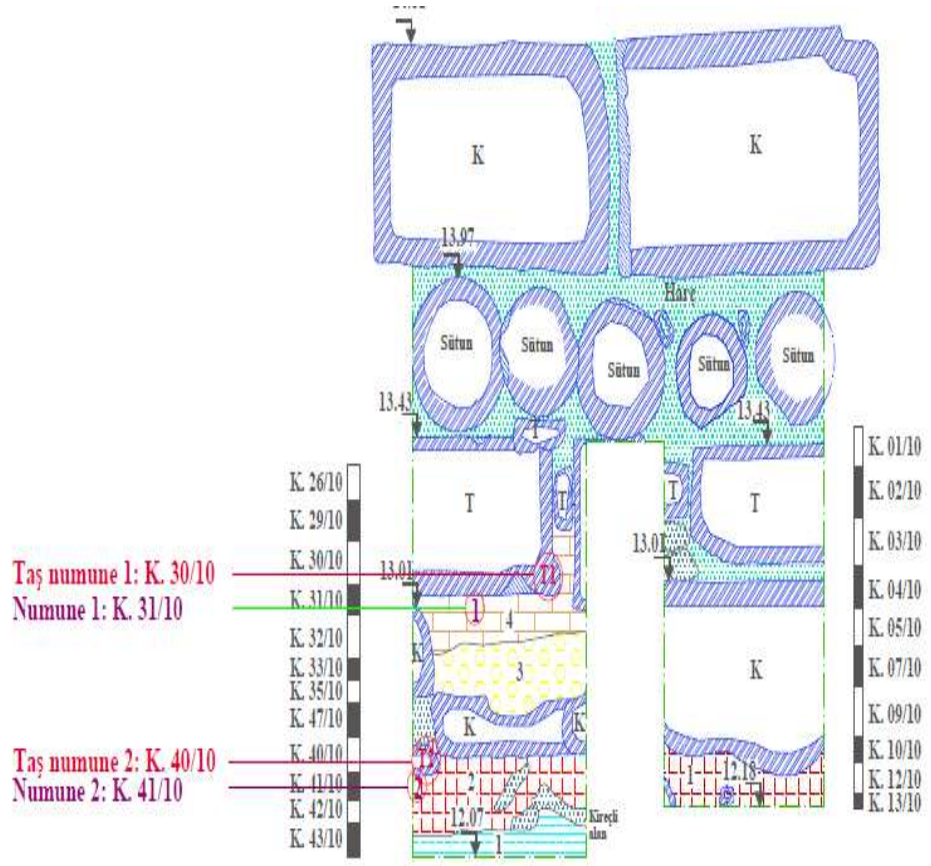 K
K
13.97
Harç
Sütun
Sütun
Sütun
Sütun
Sütun
13.43
13.43
T
T
T
T
T
K. 26/10
K. 29/10
K. 30/10
K. 31/10
K. 32/10
K. 33/10
K. 35/10
K. 47/10
K. 40/10
K. 41/10
K. 42/10
K. 43/10
K. 01/10
K. 02/10
K. 03/10
K. 04/10
K. 05/10
K. 07/10
K. 09/10
K. 10/10
K. 12/10
K. 13/10
Taş numune 1: K. 30/10
Numune 1: K. 31/10
13.01
13.01
T1
1
4
K
3
K
K
K
Taş numune 2: K. 40/10
Numune 2: K. 41/10
2
2
1
12.18
12.07
1
Kireçli
alan